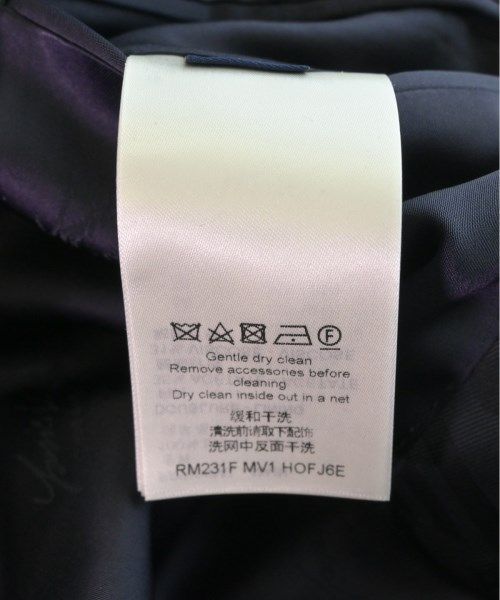 Gentle dry clean
Remove accessories before
cleaning
Dry clean inside out in a net
缓和干洗
清洗前请取下配饰
洗网中反面干洗
RM231F MV1 HOFJ6E